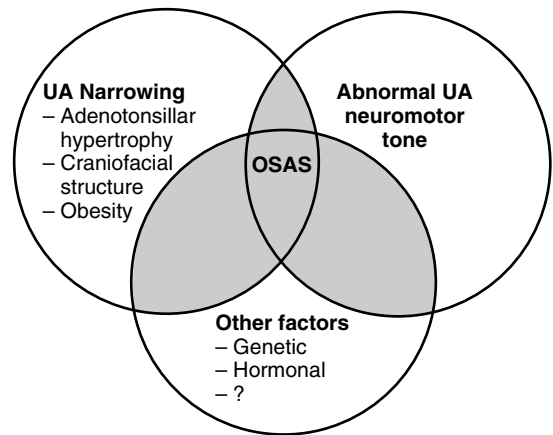 UA Narrowing
– Adenotonsillar
hypertrophy
– Craniofacial
structure
– Obesity
Abnormal UA
neuromotor
tone
OSAS
Other factors
– Genetic
– Hormonal
– ?